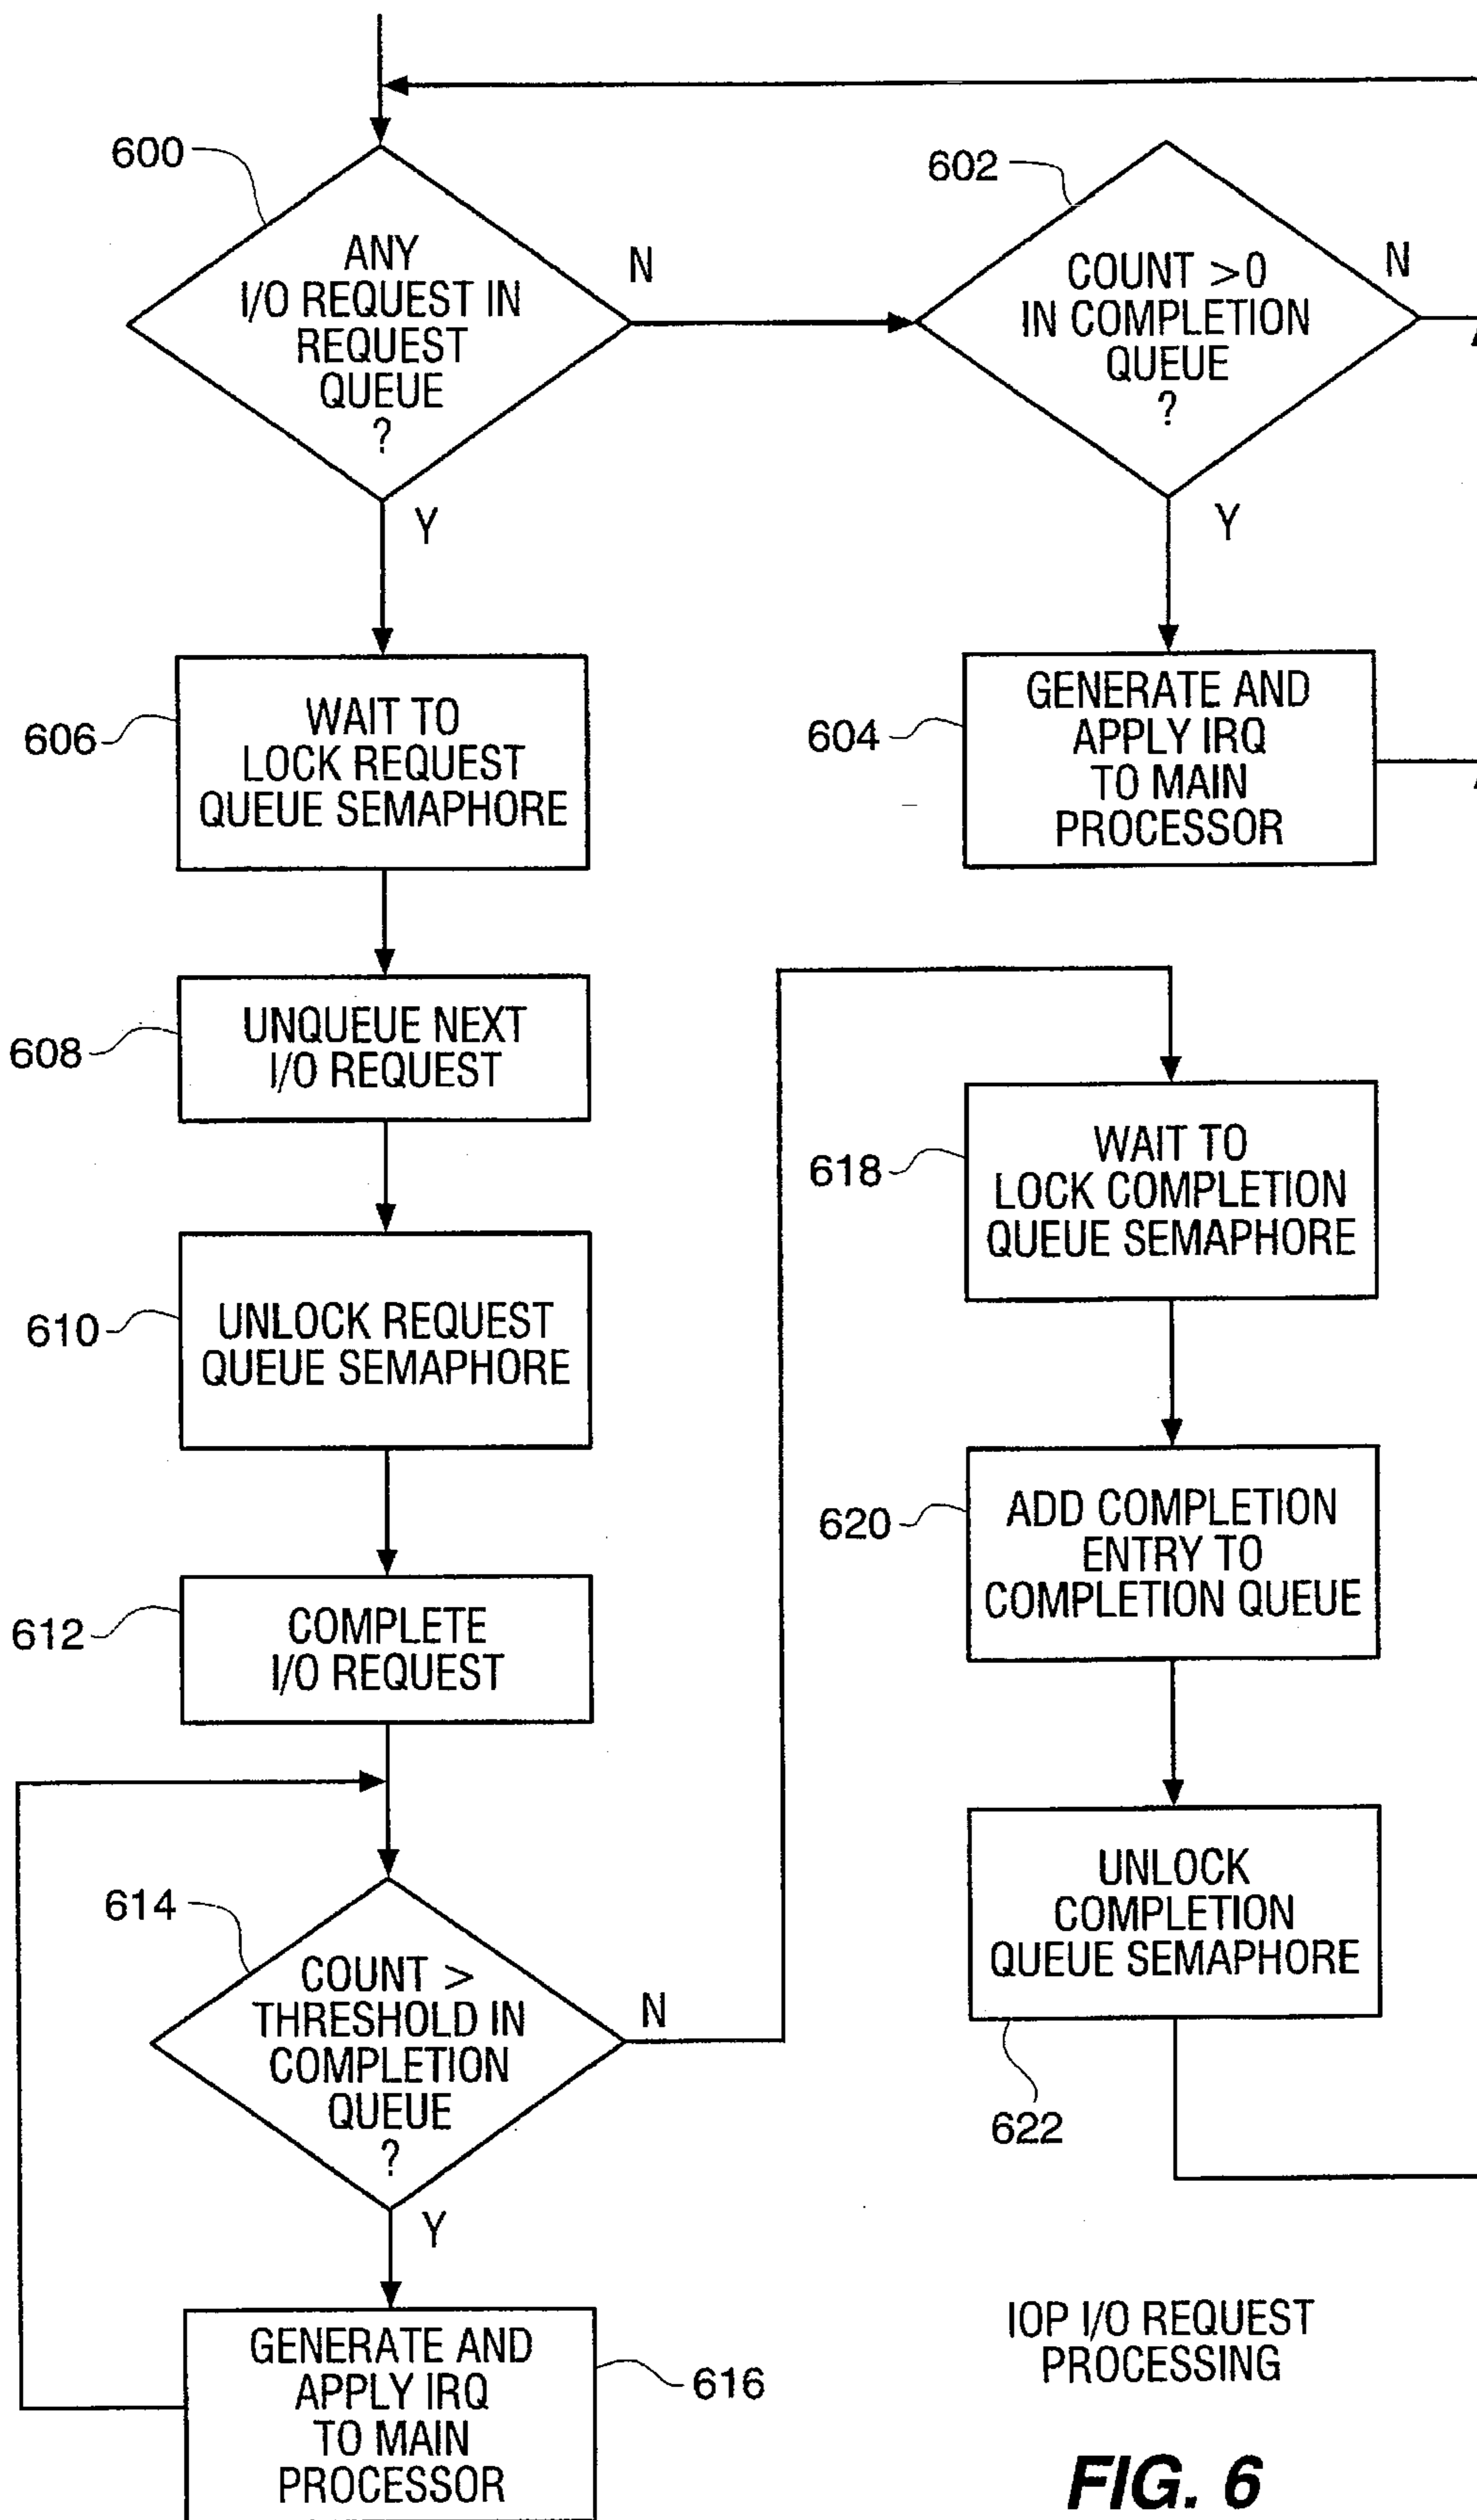 600
ANY
I/O REQUEST IN
REQUEST
QUEUE
?
N
Y
602
COUNT >0
IN COMPLETION
QUEUE
?
N
Y
604
GENERATE AND
APPLY IRQ
TO MAIN
PROCESSOR
606
WAIT TO
LOCK REQUEST
QUEUE SEMAPHORE
608
UNQUEUE NEXT
I/O REQUEST
610
UNLOCK REQUEST
QUEUE SEMAPHORE
612
COMPLETE
I/O REQUEST
614
COUNT >
THRESHOLD IN
COMPLETION
QUEUE
?
N
Y
616
GENERATE AND
APPLY IRQ
TO MAIN
PROCESSOR
618
WAIT TO
LOCK COMPLETION
QUEUE SEMAPHORE
620
ADD COMPLETION
ENTRY TO
COMPLETION QUEUE
UNLOCK
COMPLETION
QUEUE SEMAPHORE
622
IOP I/O REQUEST
PROCESSING
FIG. 6